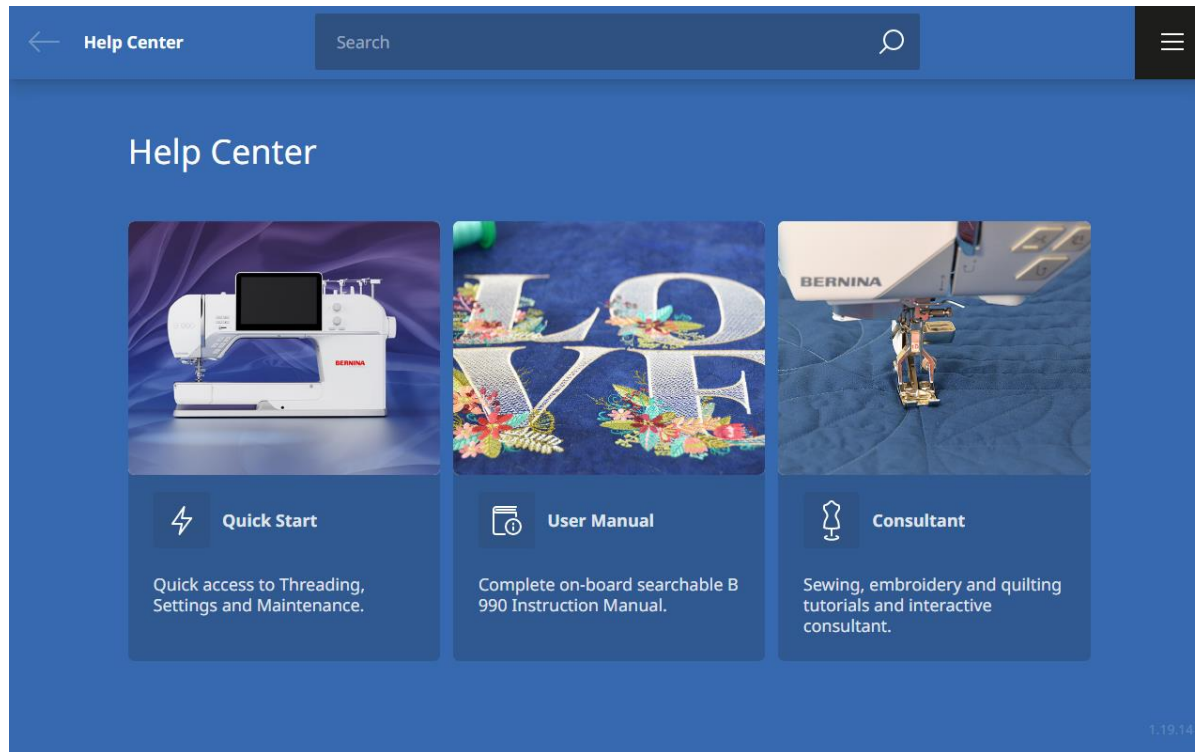 Help Center
Search
Help Center
BERNINA
LOVE
BERNINA
Quick Start
User Manual
Consultant
Quick access to Threading,
Settings and Maintenance.
Complete on-board searchable B
990 Instruction Manual.
Sewing, embroidery and quilting
tutorials and interactive
consultant.
1.19.14